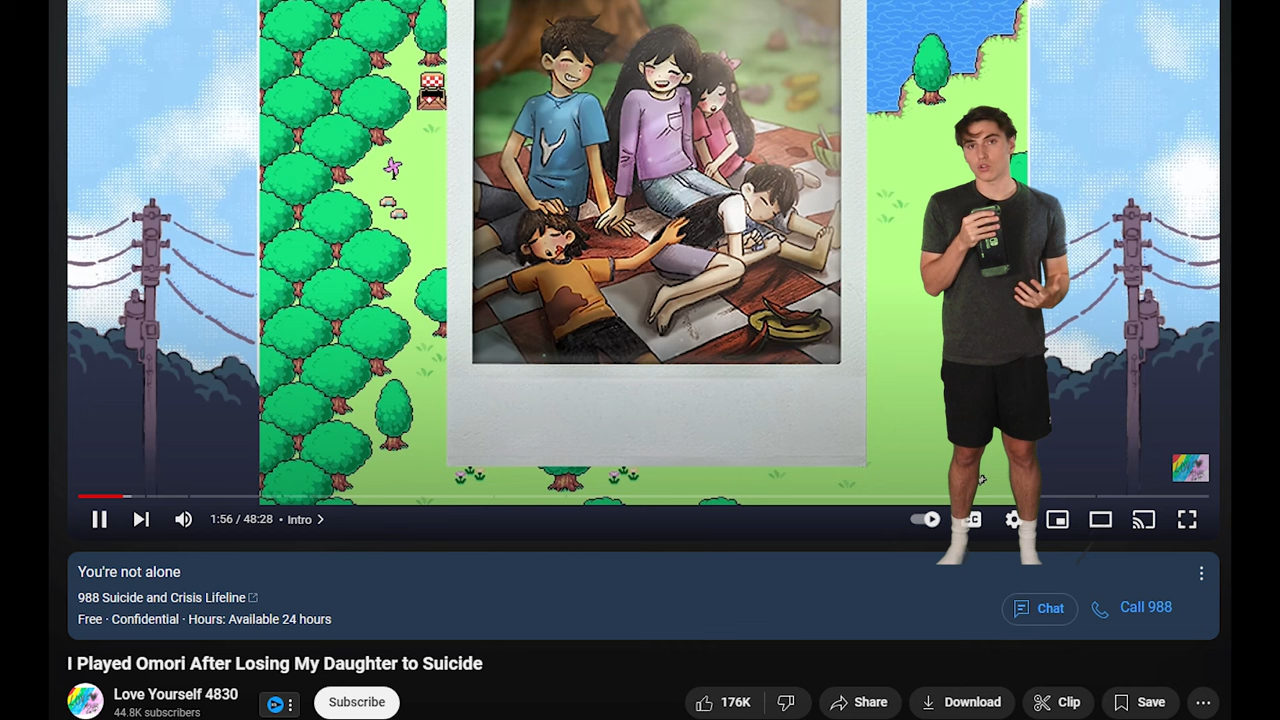 1:56 / 48:28 • Intro
CC
You're not alone
988 Suicide and Crisis Lifeline
Free · Confidential · Hours: Available 24 hours
Chat
Call 988
I Played Omori After Losing My Daughter to Suicide
Love Yourself 4830
44.8K subscribers
Subscribe
176K
Share
Download
Clip
Save